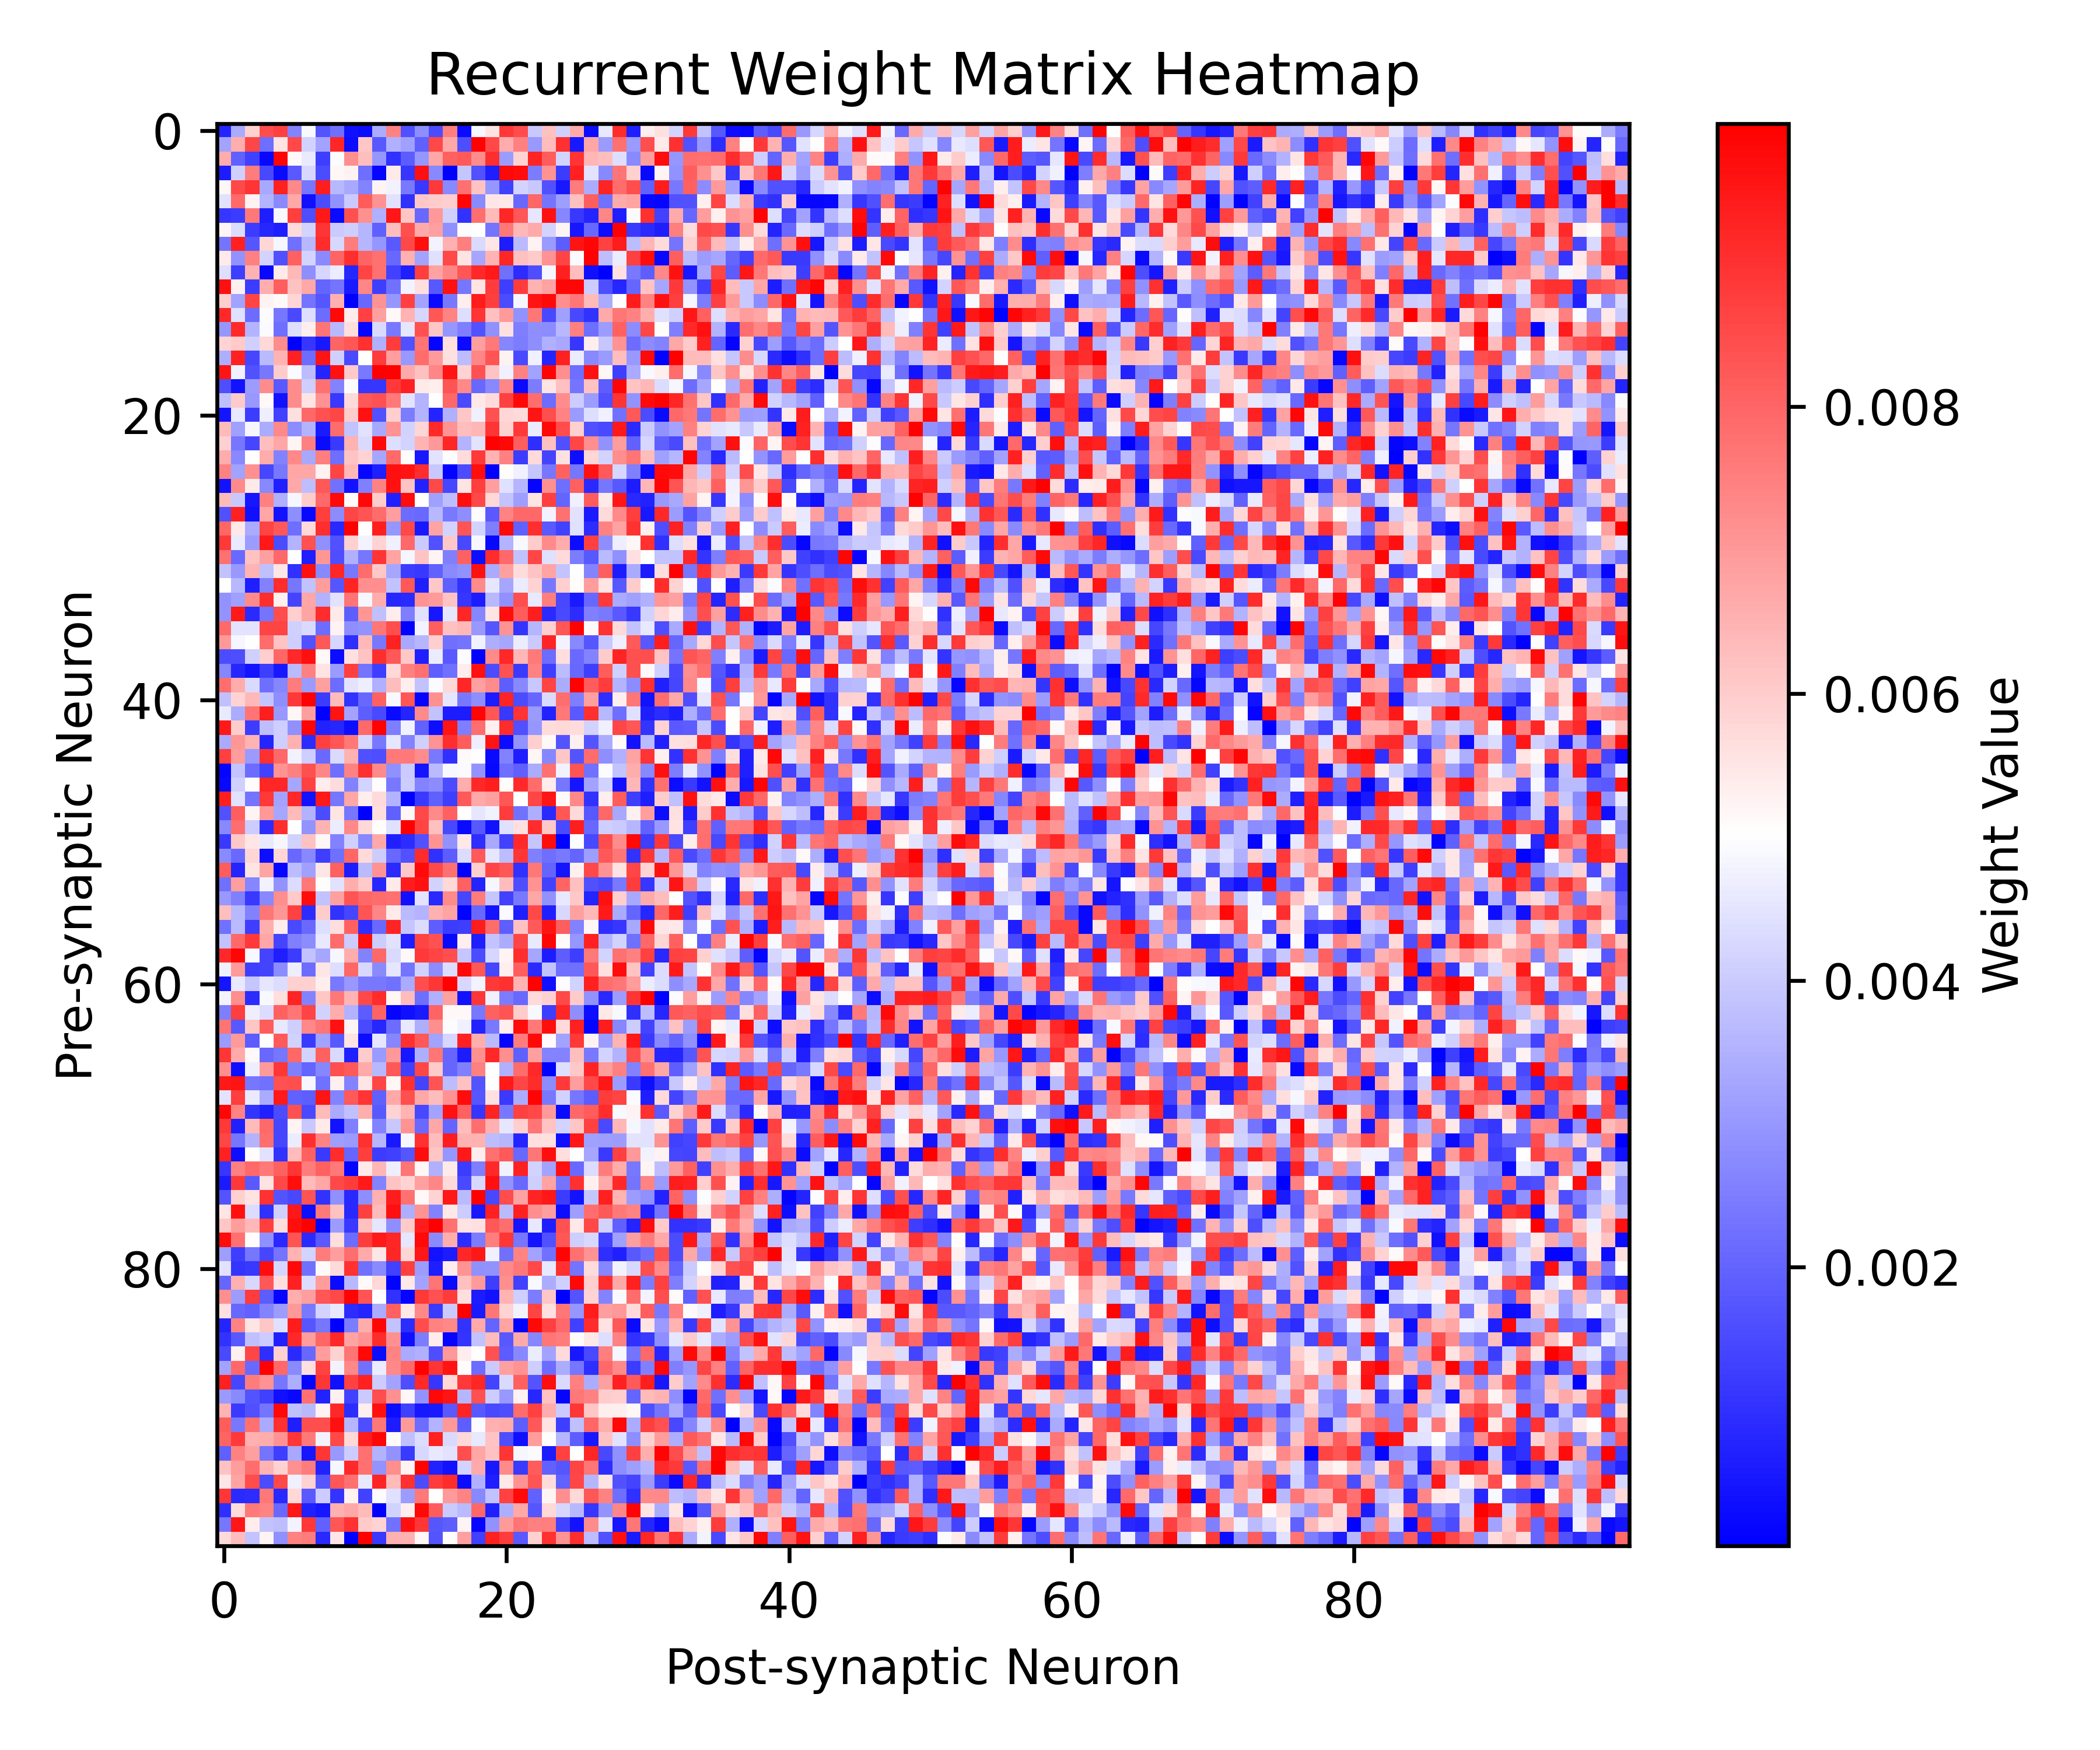 Recurrent Weight Matrix Heatmap
0
20
40
60
80
Pre-synaptic Neuron
0 20 40 60 80
Post-synaptic Neuron
0.008
0.006
0.004
0.002
Weight Value